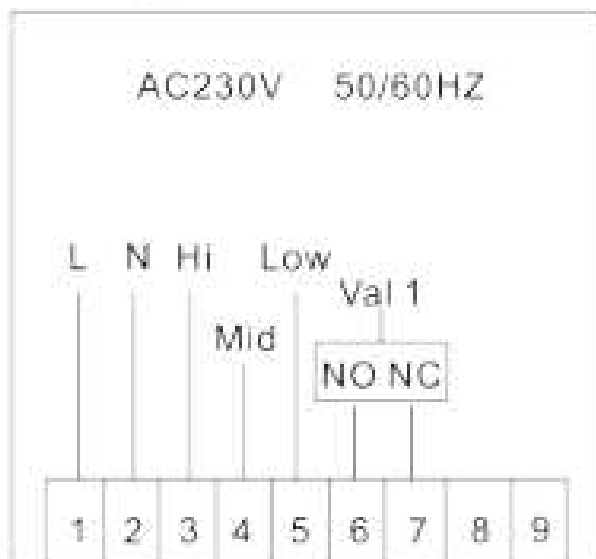 AC230V 50/60HZ
L N Hi Low
Val 1
Mid
NO NC
1 2 3 4 5 6 7 8 9